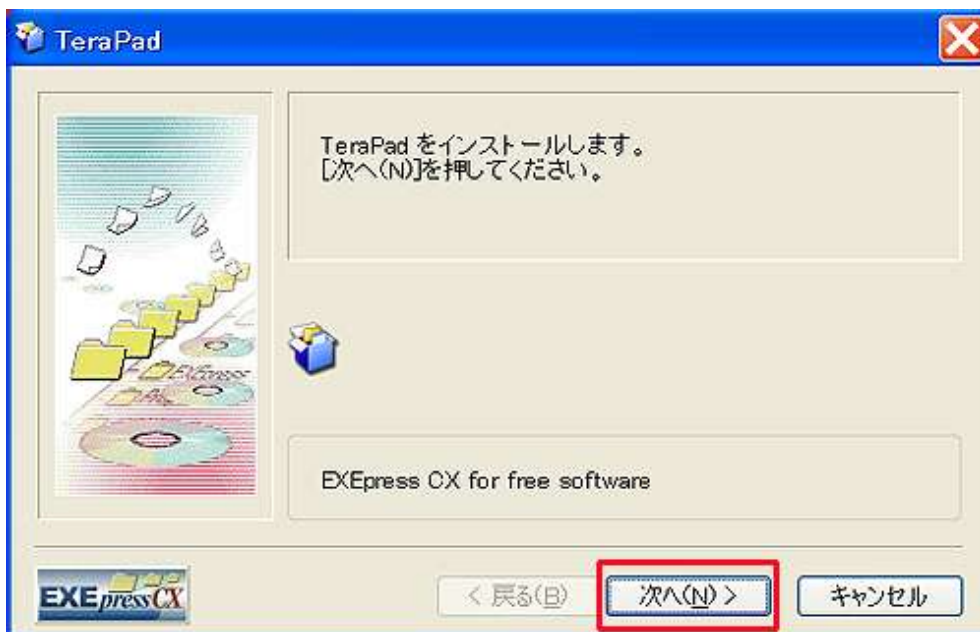 TeraPad
TeraPad をインストールします。
[次へ(N)]を押してください。
EXEpress
EXEpress CX for free software
EXEpressCX
< 戻る(B)
次へ(N) >
キャンセル